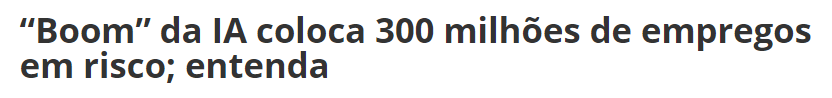 “Boom” da IA coloca 300 milhões de empregos
em risco; entenda